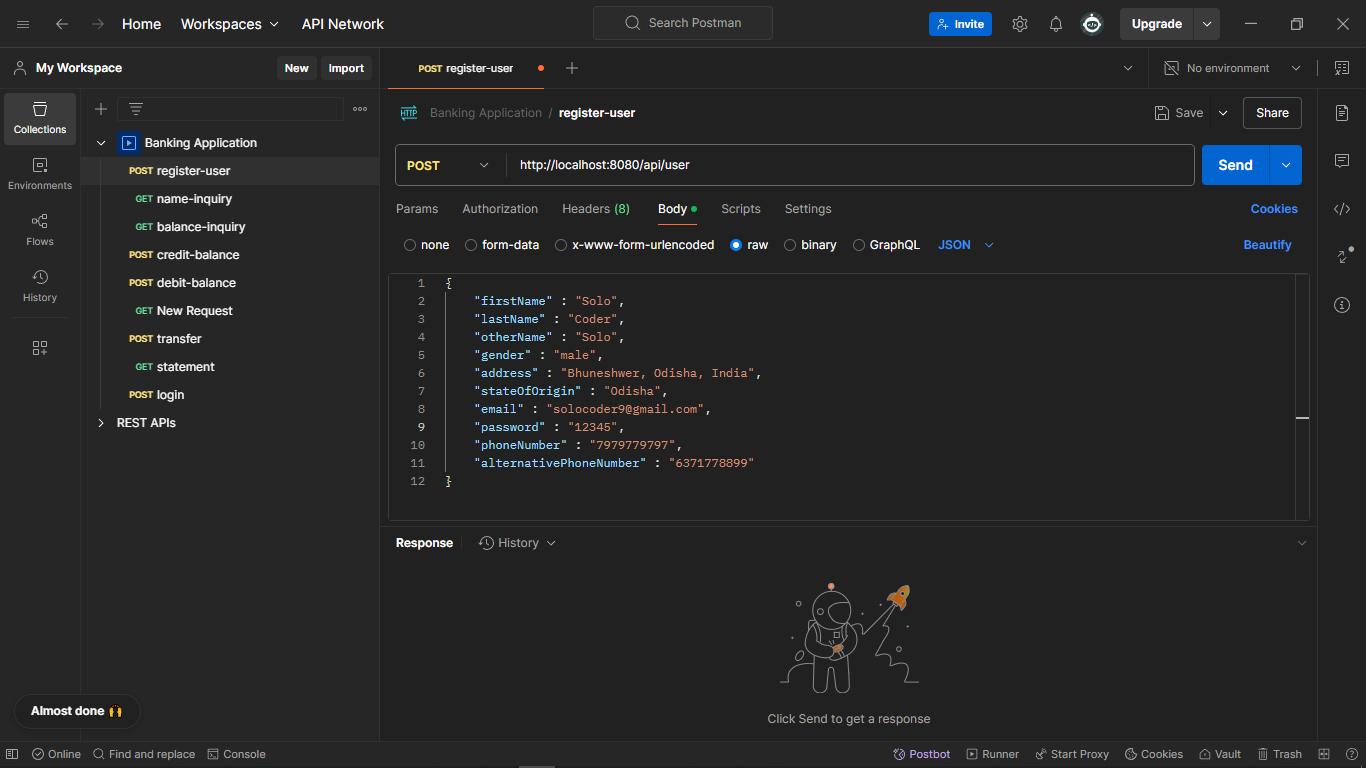 Home Workspaces API Network Search Postman Invite Upgrade
My Workspace New Import POST register-user No environment
Collections
Environments
Flows
History
Banking Application
POST register-user
GET name-inquiry
GET balance-inquiry
POST credit-balance
POST debit-balance
GET New Request
POST transfer
GET statement
POST login
REST APIs
HTTP Banking Application / register-user Save Share
POST http://localhost:8080/api/user Send
Params Authorization Headers (8) Body Scripts Settings Cookies
none form-data x-www-form-urlencoded raw binary GraphQL JSON Beautify
1 {
2 "firstName" : "Solo",
3 "lastName" : "Coder",
4 "otherName" : "Solo",
5 "gender" : "male",
6 "address" : "Bhuneshwer, Odisha, India",
7 "stateOfOrigin" : "Odisha",
8 "email" : "solocoder9@gmail.com",
9 "password" : "12345",
10 "phoneNumber" : "7979779797",
11 "alternativePhoneNumber" : "6371778899"
12 }
Response History
Click Send to get a response
Almost done 🙌
Online Find and replace Console Postbot Runner Start Proxy Cookies Vault Trash